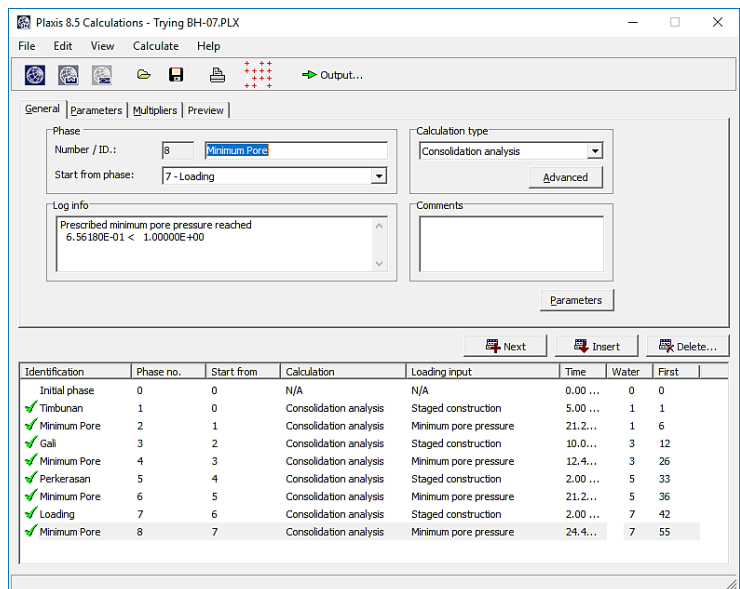 Plaxis 8.5 Calculations - Trying BH-07.PLX
File Edit View Calculate Help
Output...
General Parameters Multipliers Preview
Phase
Number / ID.: 8 Minimum Pore
Start from phase: 7 - Loading
Calculation type
Consolidation analysis
Advanced
Log info
Prescribed minimum pore pressure reached
6.56180E-01 < 1.00000E+00
Comments
Parameters
Next Insert Delete...
Identification Phase no. Start from Calculation Loading input Time Water First
Initial phase 0 0 N/A N/A 0.00 ... 0 0
Timbunan 1 0 Consolidation analysis Staged construction 5.00 ... 1 1
Minimum Pore 2 1 Consolidation analysis Minimum pore pressure 21.2... 1 6
Gali 3 2 Consolidation analysis Staged construction 10.0... 3 12
Minimum Pore 4 3 Consolidation analysis Minimum pore pressure 12.4... 3 26
Perkerasan 5 4 Consolidation analysis Staged construction 2.00 ... 5 33
Minimum Pore 6 5 Consolidation analysis Minimum pore pressure 21.2... 5 36
Loading 7 6 Consolidation analysis Staged construction 2.00 ... 7 42
Minimum Pore 8 7 Consolidation analysis Minimum pore pressure 24.4... 7 55